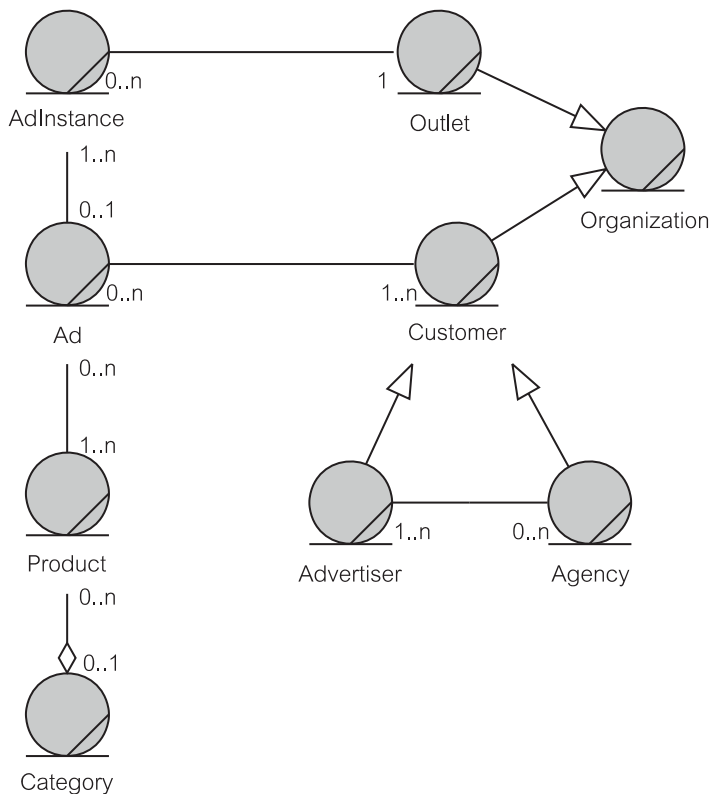 0..n
1
AdInstance
Outlet
Organization
1..n
0..1
0..n
1..n
Ad
Customer
0..n
1..n
1..n
0..n
Product
Advertiser
Agency
0..n
0..1
Category